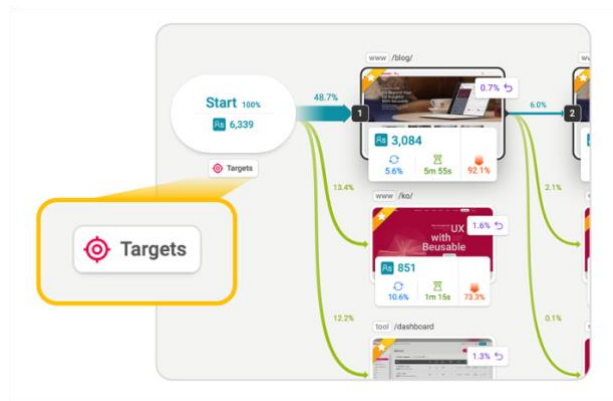 www /blog/
Start 100%
6,339
48.7%
1
0.7%
6.0%
2
3,084
5.6%
5m 55s
92.1%
Targets
13.4%
2.1%
www /ko/
1.6%
UX
with
Beusable
851
10.6%
1m 15s
73.3%
Targets
12.2%
0.1%
tool /dashboard
1.3%